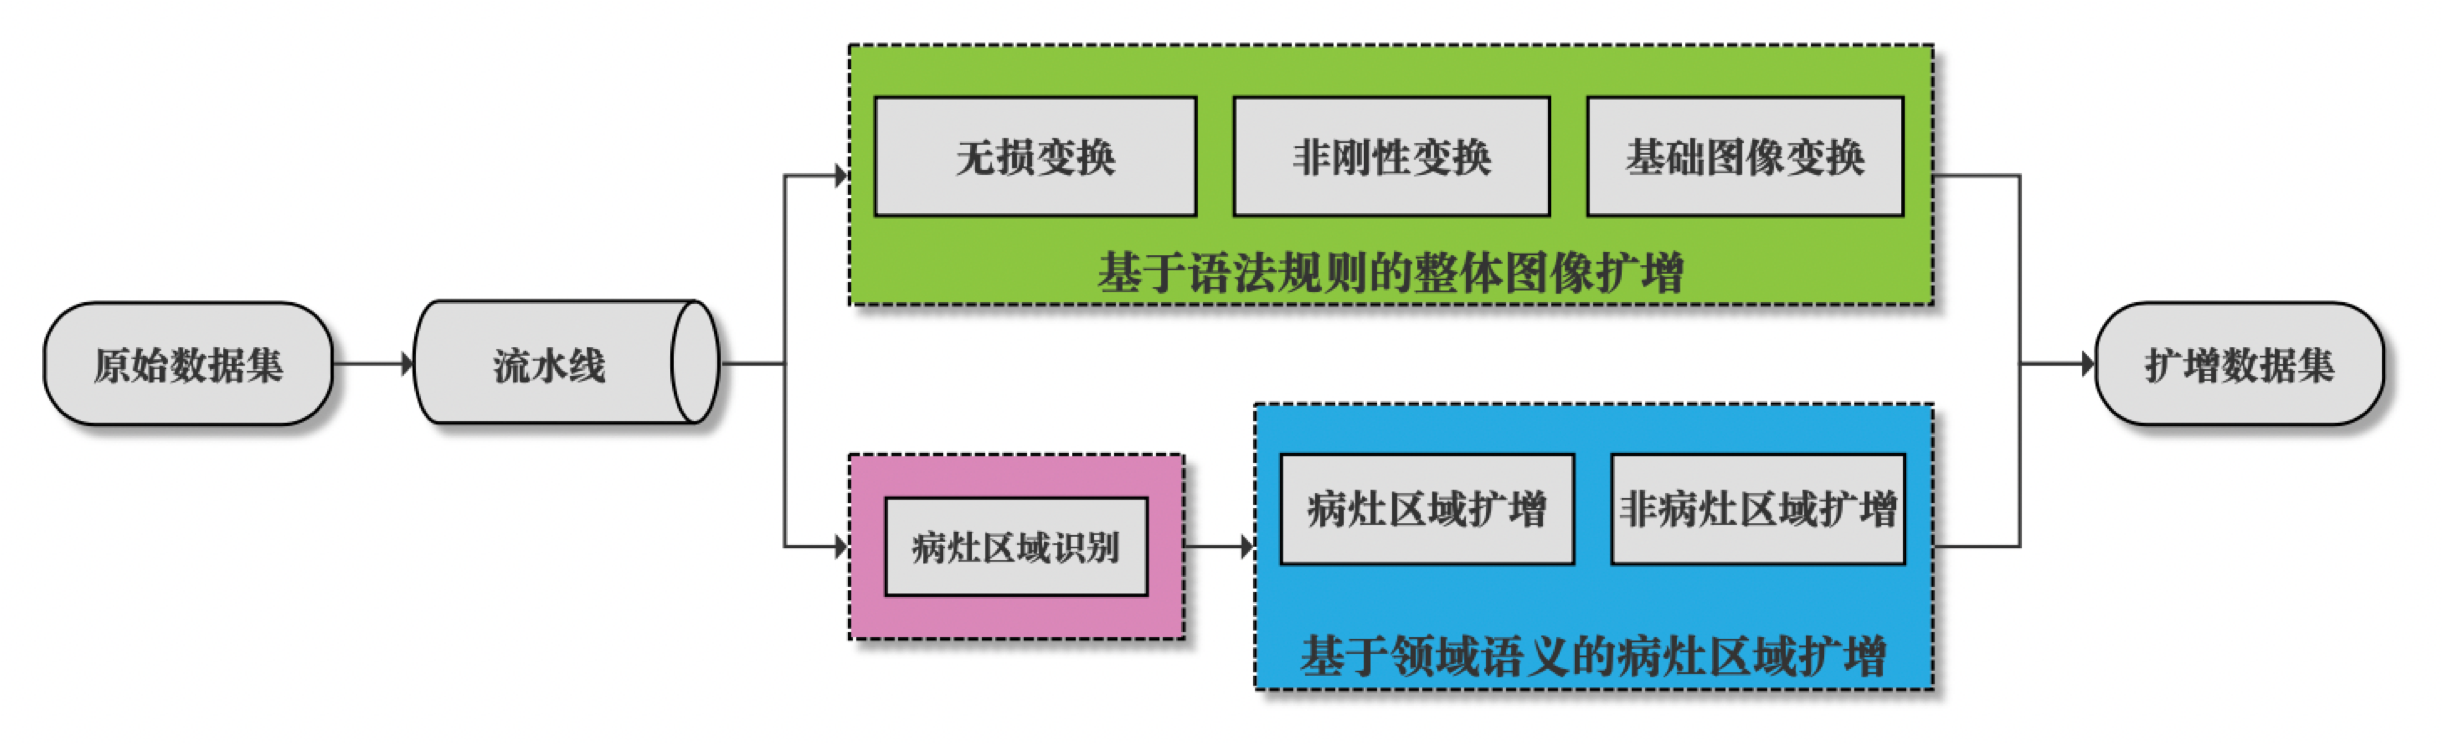 原始数据集
流水线
无损变换
非刚性变换
基础图像变换
基于语法规则的整体图像扩增
病灶区域识别
病灶区域扩增
非病灶区域扩增
基于领域语义的病灶区域扩增
扩增数据集